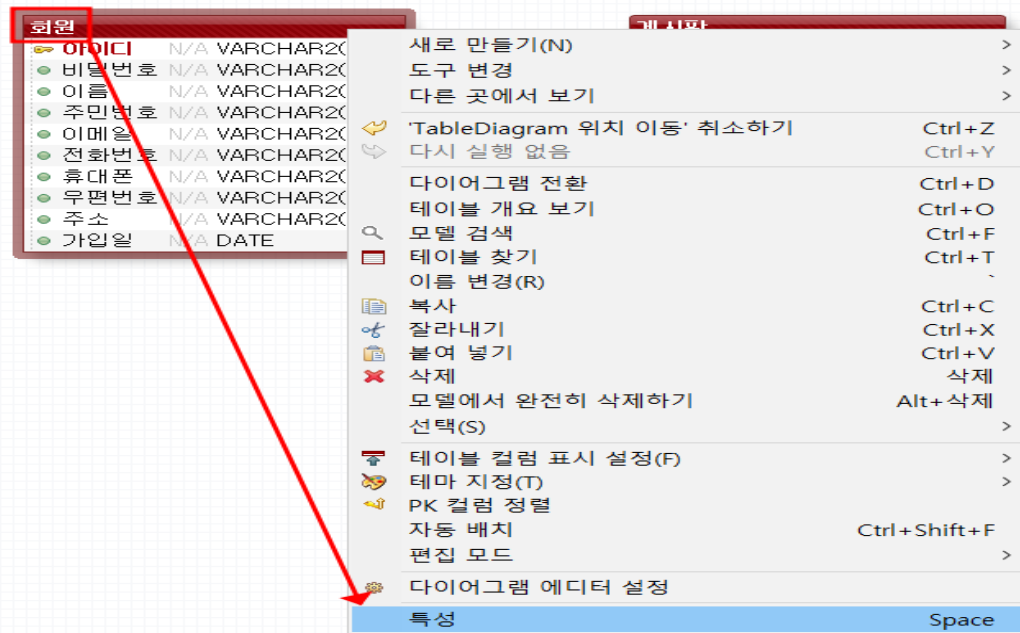 회원
게시판
아이디 N/A VARCHAR2(
비밀번호 N/A VARCHAR2(
이름 N/A VARCHAR2(
주민번호 N/A VARCHAR2(
이메일 N/A VARCHAR2(
전화번호 N/A VARCHAR2(
휴대폰 N/A VARCHAR2(
우편번호 N/A VARCHAR2(
주소 N/A VARCHAR2(
가입일 N/A DATE
새로 만들기(N)
도구 변경
다른 곳에서 보기
'TableDiagram 위치 이동' 취소하기 Ctrl+Z
다시 실행 없음 Ctrl+Y
다이어그램 전환 Ctrl+D
테이블 개요 보기 Ctrl+O
모델 검색 Ctrl+F
테이블 찾기 Ctrl+T
이름 변경(R) `
복사 Ctrl+C
잘라내기 Ctrl+X
붙여 넣기 Ctrl+V
삭제 삭제
모델에서 완전히 삭제하기 Alt+삭제
선택(S)
테이블 컬럼 표시 설정(F)
테마 지정(T)
PK 컬럼 정렬
자동 배치 Ctrl+Shift+F
편집 모드
다이어그램 에디터 설정
특성 Space